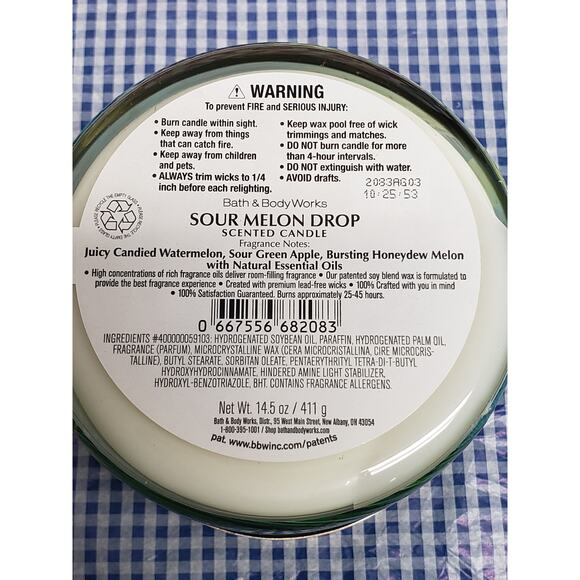 WARNING
To prevent FIRE and SERIOUS INJURY:
• Burn candle within sight.
• Keep away from things
that can catch fire.
• Keep away from children
and pets.
• ALWAYS trim wicks to 1/4
inch before each relighting.
• Keep wax pool free of wick
trimmings and matches.
• DO NOT burn candle for more
than 4-hour intervals.
• DO NOT extinguish with water.
• AVOID drafts.
2083AG03
10:25:53
PLEASE RECYCLE THE EMPTY GLASS
Bath & Body Works
SOUR MELON DROP
SCENTED CANDLE
Fragrance Notes:
Juicy Candied Watermelon, Sour Green Apple, Bursting Honeydew Melon
with Natural Essential Oils
• High concentrations of rich fragrance oils deliver room-filling fragrance • Our patented soy blend wax is formulated to
provide the best fragrance experience • Created with premium lead-free wicks • 100% Crafted with you in mind
• 100% Satisfaction Guaranteed. Burns approximately 25-45 hours.
0 667556 682083
INGREDIENTS #400000059103: HYDROGENATED SOYBEAN OIL, PARAFFIN, HYDROGENATED PALM OIL,
FRAGRANCE (PARFUM), MICROCRYSTALLINE WAX (CERA MICROCRISTALLINA, CIRE MICROCRIS-
TALLINE), BUTYL STEARATE, SORBITAN OLEATE, PENTAERYTHRITYL TETRA-DI-T-BUTYL
HYDROXYHYDROCINNAMATE, HINDERED AMINE LIGHT STABILIZER,
HYDROXYL-BENZOTRIAZOLE, BHT. CONTAINS FRAGRANCE ALLERGENS.
Net Wt. 14.5 oz / 411 g
Bath & Body Works, Distr., 95 West Main Street, New Albany, OH 43054
1-800-395-1001 / Shop bathandbodyworks.com
pat. www.bbwinc.com/patents